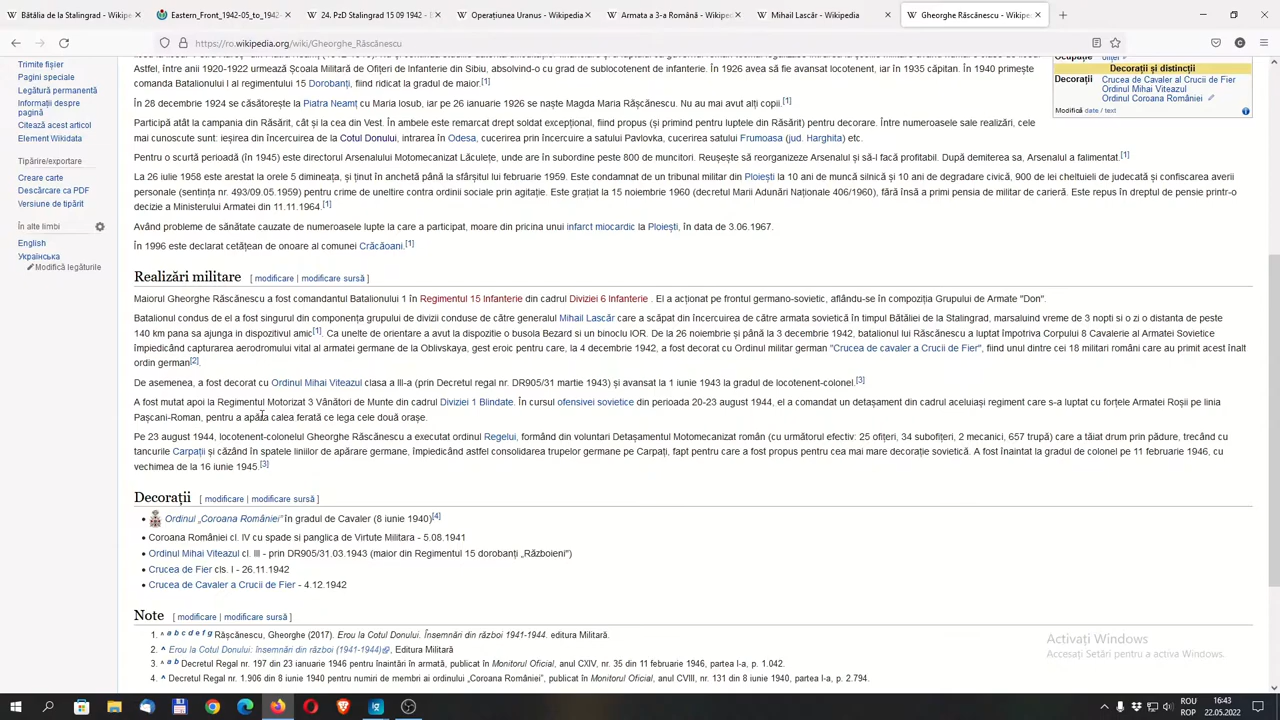 Bătălia de la Stalingrad - Wikipe
Eastern_Front_1942-05_to_1942-
24. PzD Stalingrad 15 09 1942 - E
Operațiunea Uranus - Wikipedia
Armata a 3-a Română - Wikiped
Mihail Lascăr - Wikipedia
Gheorghe Râșcănescu - Wikipe
https://ro.wikipedia.org/wiki/Gheorghe_Râșcănescu
Trimite fișier
Pagini speciale
Legătură permanentă
Informații despre
pagină
Citează acest articol
Element Wikidata
Tipărire/exportare
Creare carte
Descărcare ca PDF
Versiune de tipărit
În alte limbi
English
Українська
Modifică legăturile
Astfel, între anii 1920-1922 urmează Școala Militară de Ofițeri de Infanterie din Sibiu, absolvind-o cu gradul de sublocotenent de infanterie. În 1926 avea să fie avansat locotenent, iar în 1935 căpitan. În 1940 primește
comanda Batalionului I al regimentului 15 Dorobanți, fiind ridicat la gradul de maior.[1]
În 28 decembrie 1924 se căsătorește la Piatra Neamț cu Maria Iosub, iar pe 26 ianuarie 1926 se naște Magda Maria Râșcănescu. Nu au mai avut alți copii.[1]
Participă atât la campania din Răsărit, cât și la cea din Vest. În ambele este remarcat drept soldat excepțional, fiind propus (și primind pentru luptele din Răsărit) pentru decorare. Între numeroasele sale realizări, cele
mai cunoscute sunt: ieșirea din încercuirea de la Cotul Donului, intrarea în Odesa, cucerirea prin încercuire a satului Pavlovka, cucerirea satului Frumoasa (jud. Harghita) etc.
Pentru o scurtă perioadă (în 1945) este directorul Arsenalului Motomecanizat Lăculețe, unde are în subordine peste 800 de muncitori. Reușește să reorganizeze Arsenalul și să-l facă profitabil. După demiterea sa, Arsenalul a falimentat.[1]
La 26 iulie 1958 este arestat la orele 5 dimineața, și ținut în anchetă până la sfârșitul lui februarie 1959. Este condamnat de un tribunal militar din Ploiești la 10 ani de muncă silnică și 10 ani de degradare civică, 900 de lei cheltuieli de judecată și confiscarea averii
personale (sentința nr. 493/09.05.1959) pentru crime de uneltire contra ordinii sociale prin agitație. Este grațiat la 15 noiembrie 1960 (decretul Marii Adunări Naționale 406/1960), fără însă a primi pensia de militar de carieră. Este repus în dreptul de pensie printr-o
decizie a Ministerului Armatei din 11.11.1964.[1]
Având probleme de sănătate cauzate de numeroasele lupte la care a participat, moare din pricina unui infarct miocardic la Ploiești, în data de 3.06.1967.
În 1996 este declarat cetățean de onoare al comunei Crăcăoani.[1]
Decorații și distincții
Decorații Crucea de Cavaler al Crucii de Fier
Ordinul Mihai Viteazul
Ordinul Coroana României
Modifică date / text
Realizări militare [ modificare | modificare sursă ]
Maiorul Gheorghe Râșcănescu a fost comandantul Batalionului 1 în Regimentul 15 Infanterie din cadrul Diviziei 6 Infanterie . El a acționat pe frontul germano-sovietic, aflându-se în compoziția Grupului de Armate "Don".
Batalionul condus de el a fost singurul din componența grupului de divizii conduse de către generalul Mihail Lascăr care a scăpat din încercuirea de către armata sovietică în timpul Bătăliei de la Stalingrad, marsaluind vreme de 3 nopti si o zi o distanta de peste
140 km pana sa ajunga in dispozitivul amic[1]. Ca unelte de orientare a avut la dispozitie o busola Bezard si un binoclu IOR. De la 26 noiembrie și până la 3 decembrie 1942, batalionul lui Râșcănescu a luptat împotriva Corpului 8 Cavalerie al Armatei Sovietice
împiedicând capturarea aerodromului vital al armatei germane de la Oblivskaya, gest eroic pentru care, la 4 decembrie 1942, a fost decorat cu Ordinul militar german "Crucea de cavaler a Crucii de Fier", fiind unul dintre cei 18 militari români care au primit acest înalt
ordin german[2].
De asemenea, a fost decorat cu Ordinul Mihai Viteazul clasa a III-a (prin Decretul regal nr. DR905/31 martie 1943) și avansat la 1 iunie 1943 la gradul de locotenent-colonel.[3]
A fost mutat apoi la Regimentul Motorizat 3 Vânători de Munte din cadrul Diviziei 1 Blindate. În cursul ofensivei sovietice din perioada 20-23 august 1944, el a comandat un detașament din cadrul aceluiași regiment care s-a luptat cu forțele Armatei Roșii pe linia
Pașcani-Roman, pentru a apăra calea ferată ce lega cele două orașe.
Pe 23 august 1944, locotenent-colonelul Gheorghe Râșcănescu a executat ordinul Regelui, formând din voluntari Detașamentul Motomecanizat român (cu următorul efectiv: 25 ofițeri, 34 subofițeri, 2 mecanici, 657 trupă) care a tăiat drum prin pădure, trecând cu
tancurile Carpații și căzând în spatele liniilor de apărare germane, împiedicând astfel consolidarea trupelor germane pe Carpați, fapt pentru care a fost propus pentru cea mai mare decorație sovietică. A fost înaintat la gradul de colonel pe 11 februarie 1946, cu
vechimea de la 16 iunie 1945.[3]
Decorații [ modificare | modificare sursă ]
Ordinul „Coroana României” în gradul de Cavaler (8 iunie 1940)[4]
Coroana României cl. IV cu spade si panglica de Virtute Militara - 5.08.1941
Ordinul Mihai Viteazul cl. III - prin DR905/31.03.1943 (maior din Regimentul 15 dorobanți „Războieni”)
Crucea de Fier cls. I - 26.11.1942
Crucea de Cavaler a Crucii de Fier - 4.12.1942
Note [ modificare | modificare sursă ]
1. ^ a b c d e f g Râșcănescu, Gheorghe (2017). Erou la Cotul Donului. Însemnări din război 1941-1944. editura Militară.
2. ^ Erou la Cotul Donului: însemnări din război (1941-1944), Editura Militară
3. ^ a b Decretul Regal nr. 197 din 23 ianuarie 1946 pentru înaintări în armată, publicat în Monitorul Oficial, anul CXIV, nr. 35 din 11 februarie 1946, partea I-a, p. 1.042.
4. ^ Decretul Regal nr. 1.906 din 8 iunie 1940 pentru numiri de membri ai ordinului „Coroana României”, publicat în Monitorul Oficial, anul CVIII, nr. 131 din 8 iunie 1940, partea I-a, p. 2.794.
Activați Windows
Accesați Setări pentru a activa Windows.
ROU
ROP
16:43
22.05.2022